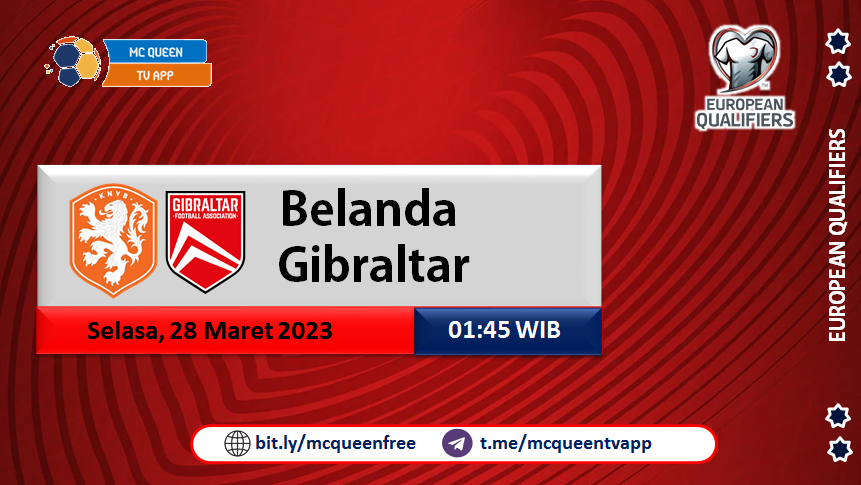 MC QUEEN
TV APP
EUROPEAN
QUALIFIERS
EUROPEAN QUALIFIERS
KNVB
GIBRALTAR
·FOOTBALL ASSOCIATION·
Belanda
Gibraltar
Selasa, 28 Maret 2023
01:45 WIB
bit.ly/mcqueenfree
t.me/mcqueentvapp